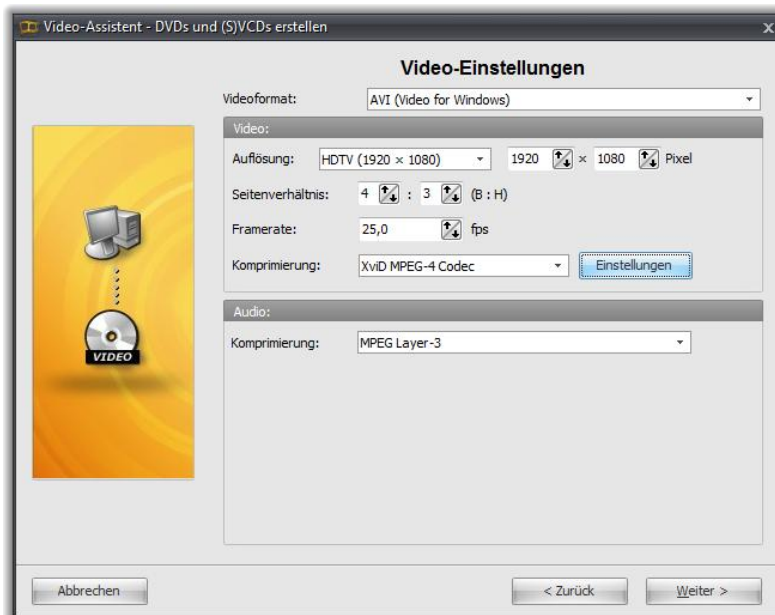 Video-Assistent - DVDs und (S)VCDs erstellen
x
Video-Einstellungen
Videoformat: AVI (Video for Windows)
Video:
Auflösung: HDTV (1920 × 1080) 1920 × 1080 Pixel
Seitenverhältnis: 4 : 3 (B : H)
Framerate: 25,0 fps
Komprimierung: XviD MPEG-4 Codec Einstellungen
Audio:
Komprimierung: MPEG Layer-3
VIDEO
Abbrechen < Zurück Weiter >